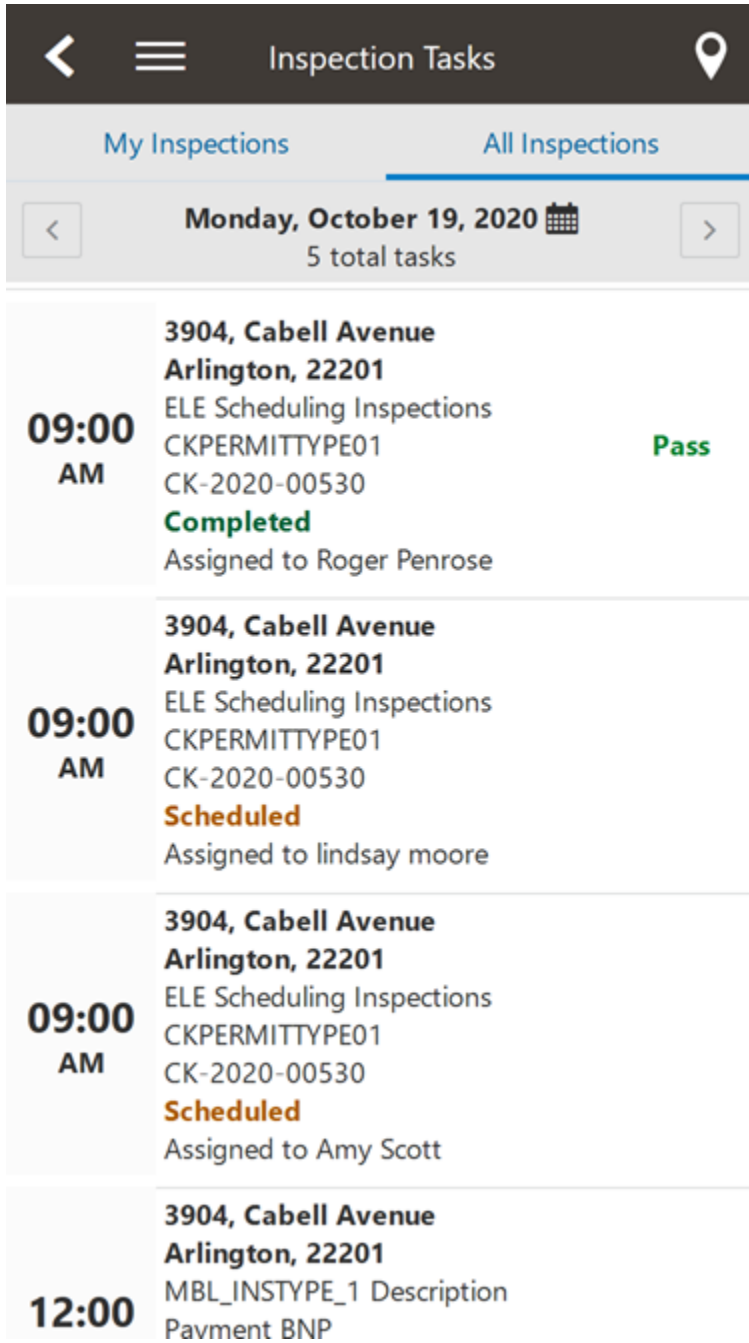 Inspection Tasks
My Inspections
All Inspections
Monday, October 19, 2020
5 total tasks
09:00
AM
3904, Cabell Avenue
Arlington, 22201
ELE Scheduling Inspections
CKPERMITTYPE01
CK-2020-00530
Completed
Assigned to Roger Penrose
Pass
09:00
AM
3904, Cabell Avenue
Arlington, 22201
ELE Scheduling Inspections
CKPERMITTYPE01
CK-2020-00530
Scheduled
Assigned to lindsay moore
09:00
AM
3904, Cabell Avenue
Arlington, 22201
ELE Scheduling Inspections
CKPERMITTYPE01
CK-2020-00530
Scheduled
Assigned to Amy Scott
12:00
3904, Cabell Avenue
Arlington, 22201
MBL_INSTYPE_1 Description
Payment BNP